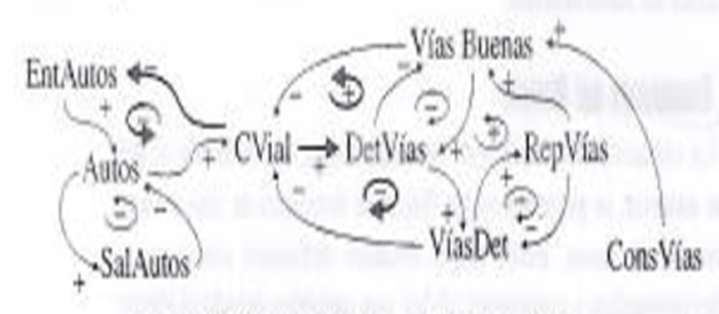 Vías Buenas
EntAutos
CVial
DetVías
RepVías
Autos
VíasDet
ConsVías
SalAutos